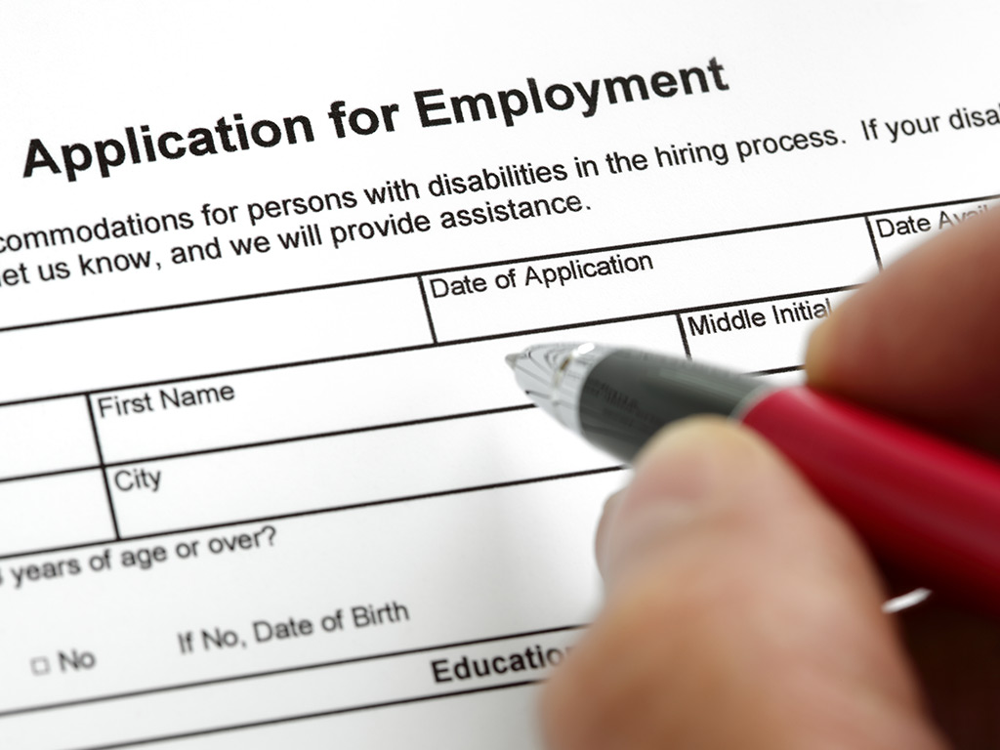 Application for Employment
commodations for persons with disabilities in the hiring process. If your disa
let us know, and we will provide assistance.
Date of Application
Date Avail
First Name
Middle Initial
City
years of age or over?
□ No If No, Date of Birth
Educatio